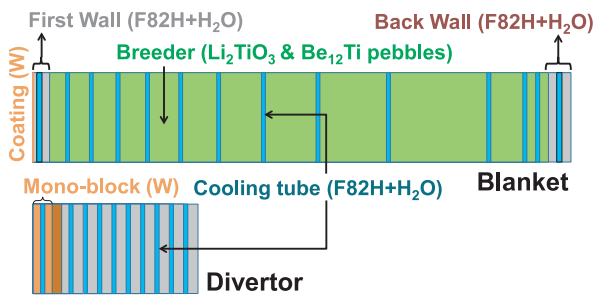 First Wall (F82H+H₂O)
Back Wall (F82H+H₂O)
Breeder (Li₂TiO₃ & Be₁₂Ti pebbles)
Coating (W)
Mono-block (W)
Cooling tube (F82H+H₂O)
Blanket
Divertor